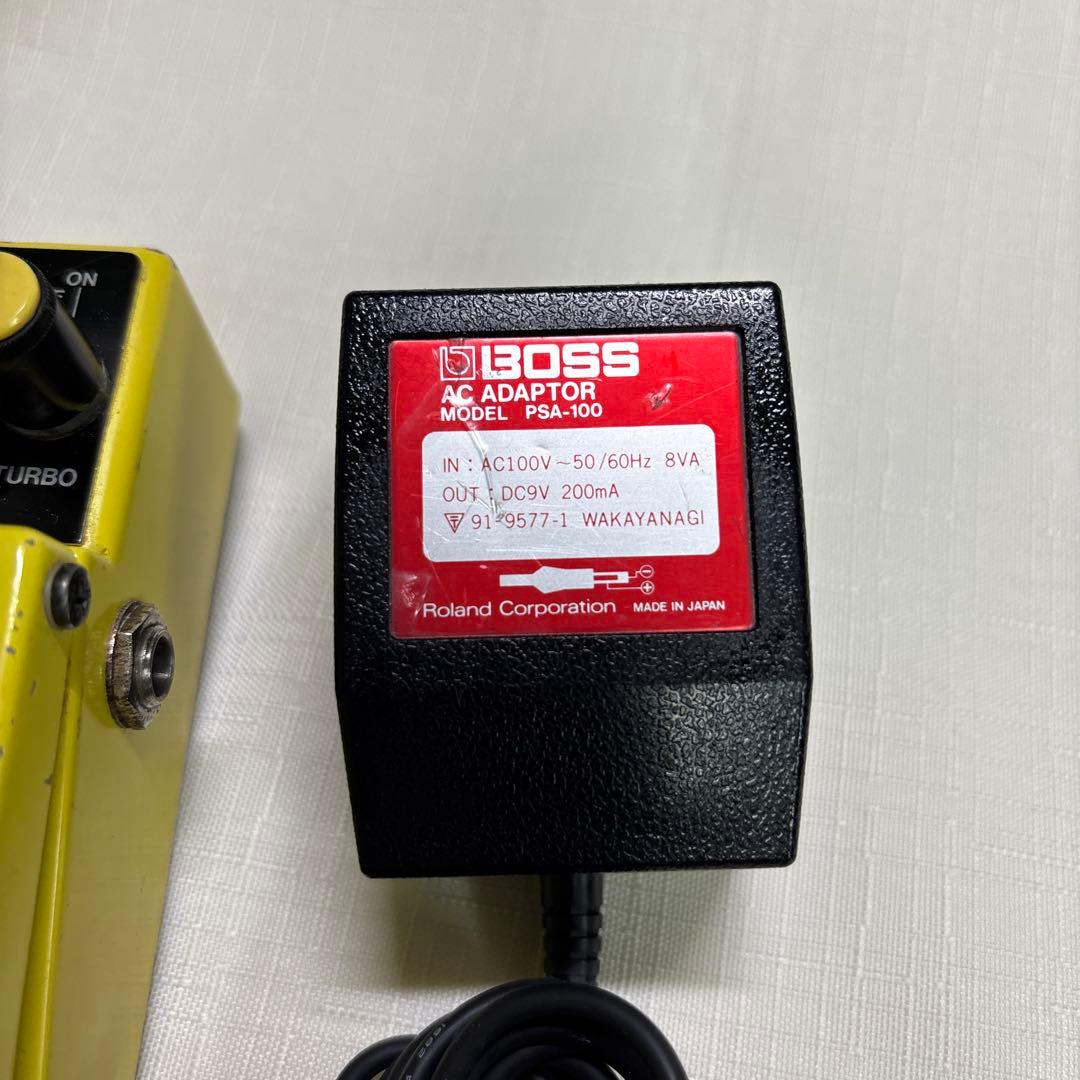 ON
TURBO
BOSS
AC ADAPTOR
MODEL PSA-100
IN : AC100V ~ 50/60Hz 8VA
OUT : DC9V 200mA
91-9577-1 WAKAYANAGI
Roland Corporation MADE IN JAPAN